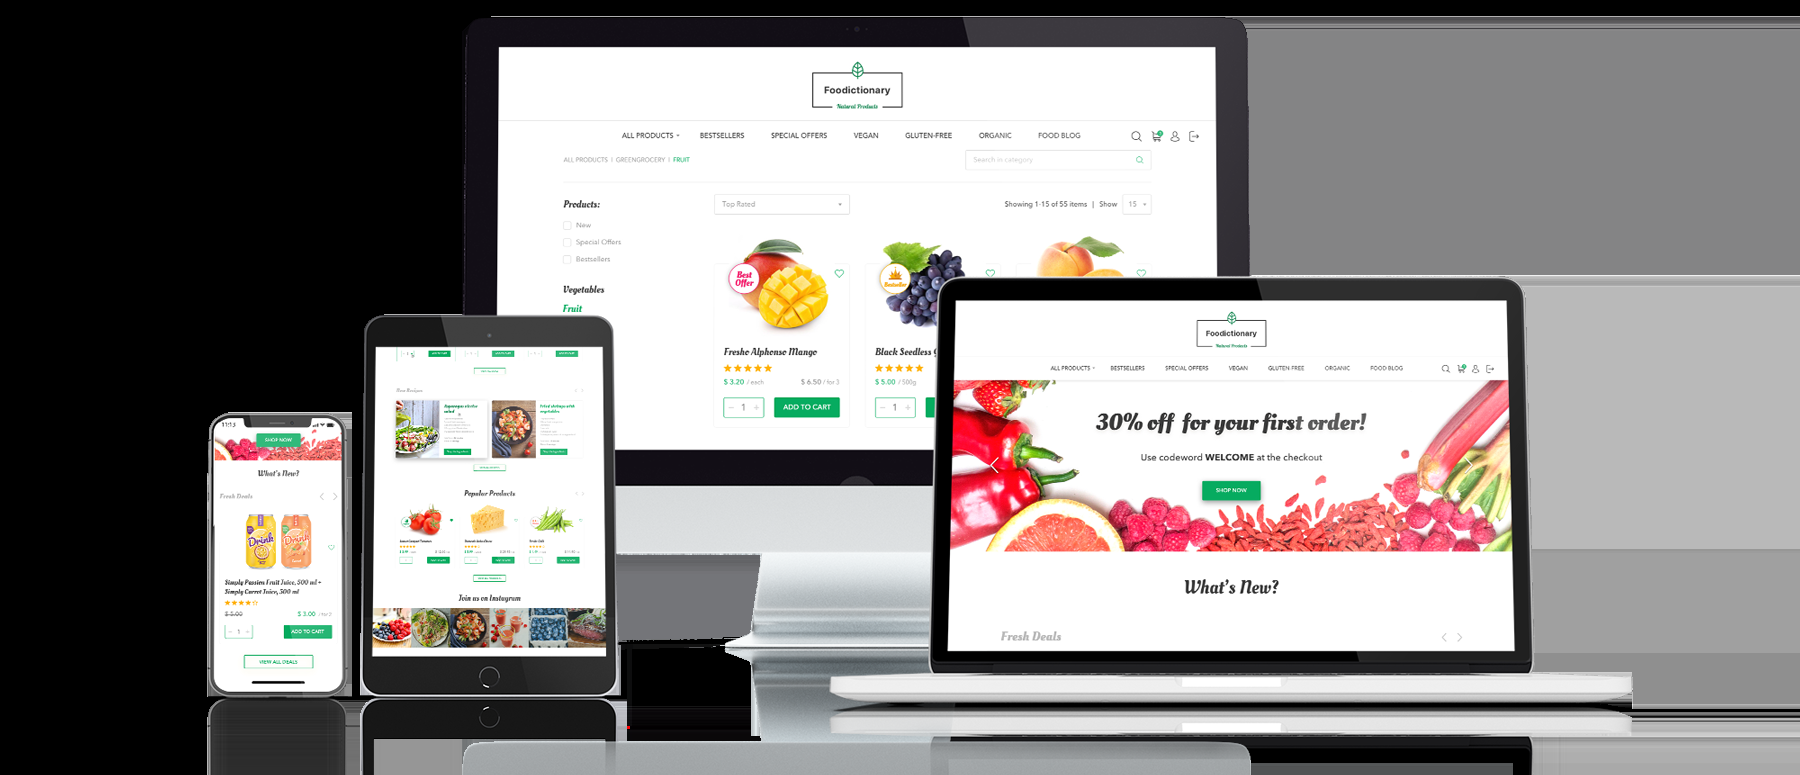 Foodictionary
Natural Products
ALL PRODUCTS
BESTSELLERS
SPECIAL OFFERS
VEGAN
GLUTEN-FREE
ORGANIC
FOOD BLOG
ALL PRODUCTS
GREENGROCERY
FRUIT
Search in category
Products:
New
Special Offers
Bestsellers
Vegetables
Fruit
Top Rated
Showing 1-15 of 55 items | Show 15
Best
Offer
Bestseller
Freshe Alphonse Mango
$ 3.20 / each
$ 6.50 / for 3
1
ADD TO CART
Black Seedless
$ 5.00 / 500g
1
Foodictionary
Natural Products
ALL PRODUCTS
BESTSELLERS
SPECIAL OFFERS
VEGAN
GLUTEN FREE
ORGANIC
FOOD BLOG
30% off for your first order!
Use codeword WELCOME at the checkout
SHOP NOW
What's New?
Fresh Deals
Popular Products
Join us on Instagram
11:13
SHOP NOW
What's New?
Fresh Deals
Drink
Drink
Simply Passion Fruit Juice, 500 ml +
Simply Carrot Juice, 500 ml
$ 5.00
$ 3.00 / for 2
1
ADD TO CART
VIEW ALL DEALS